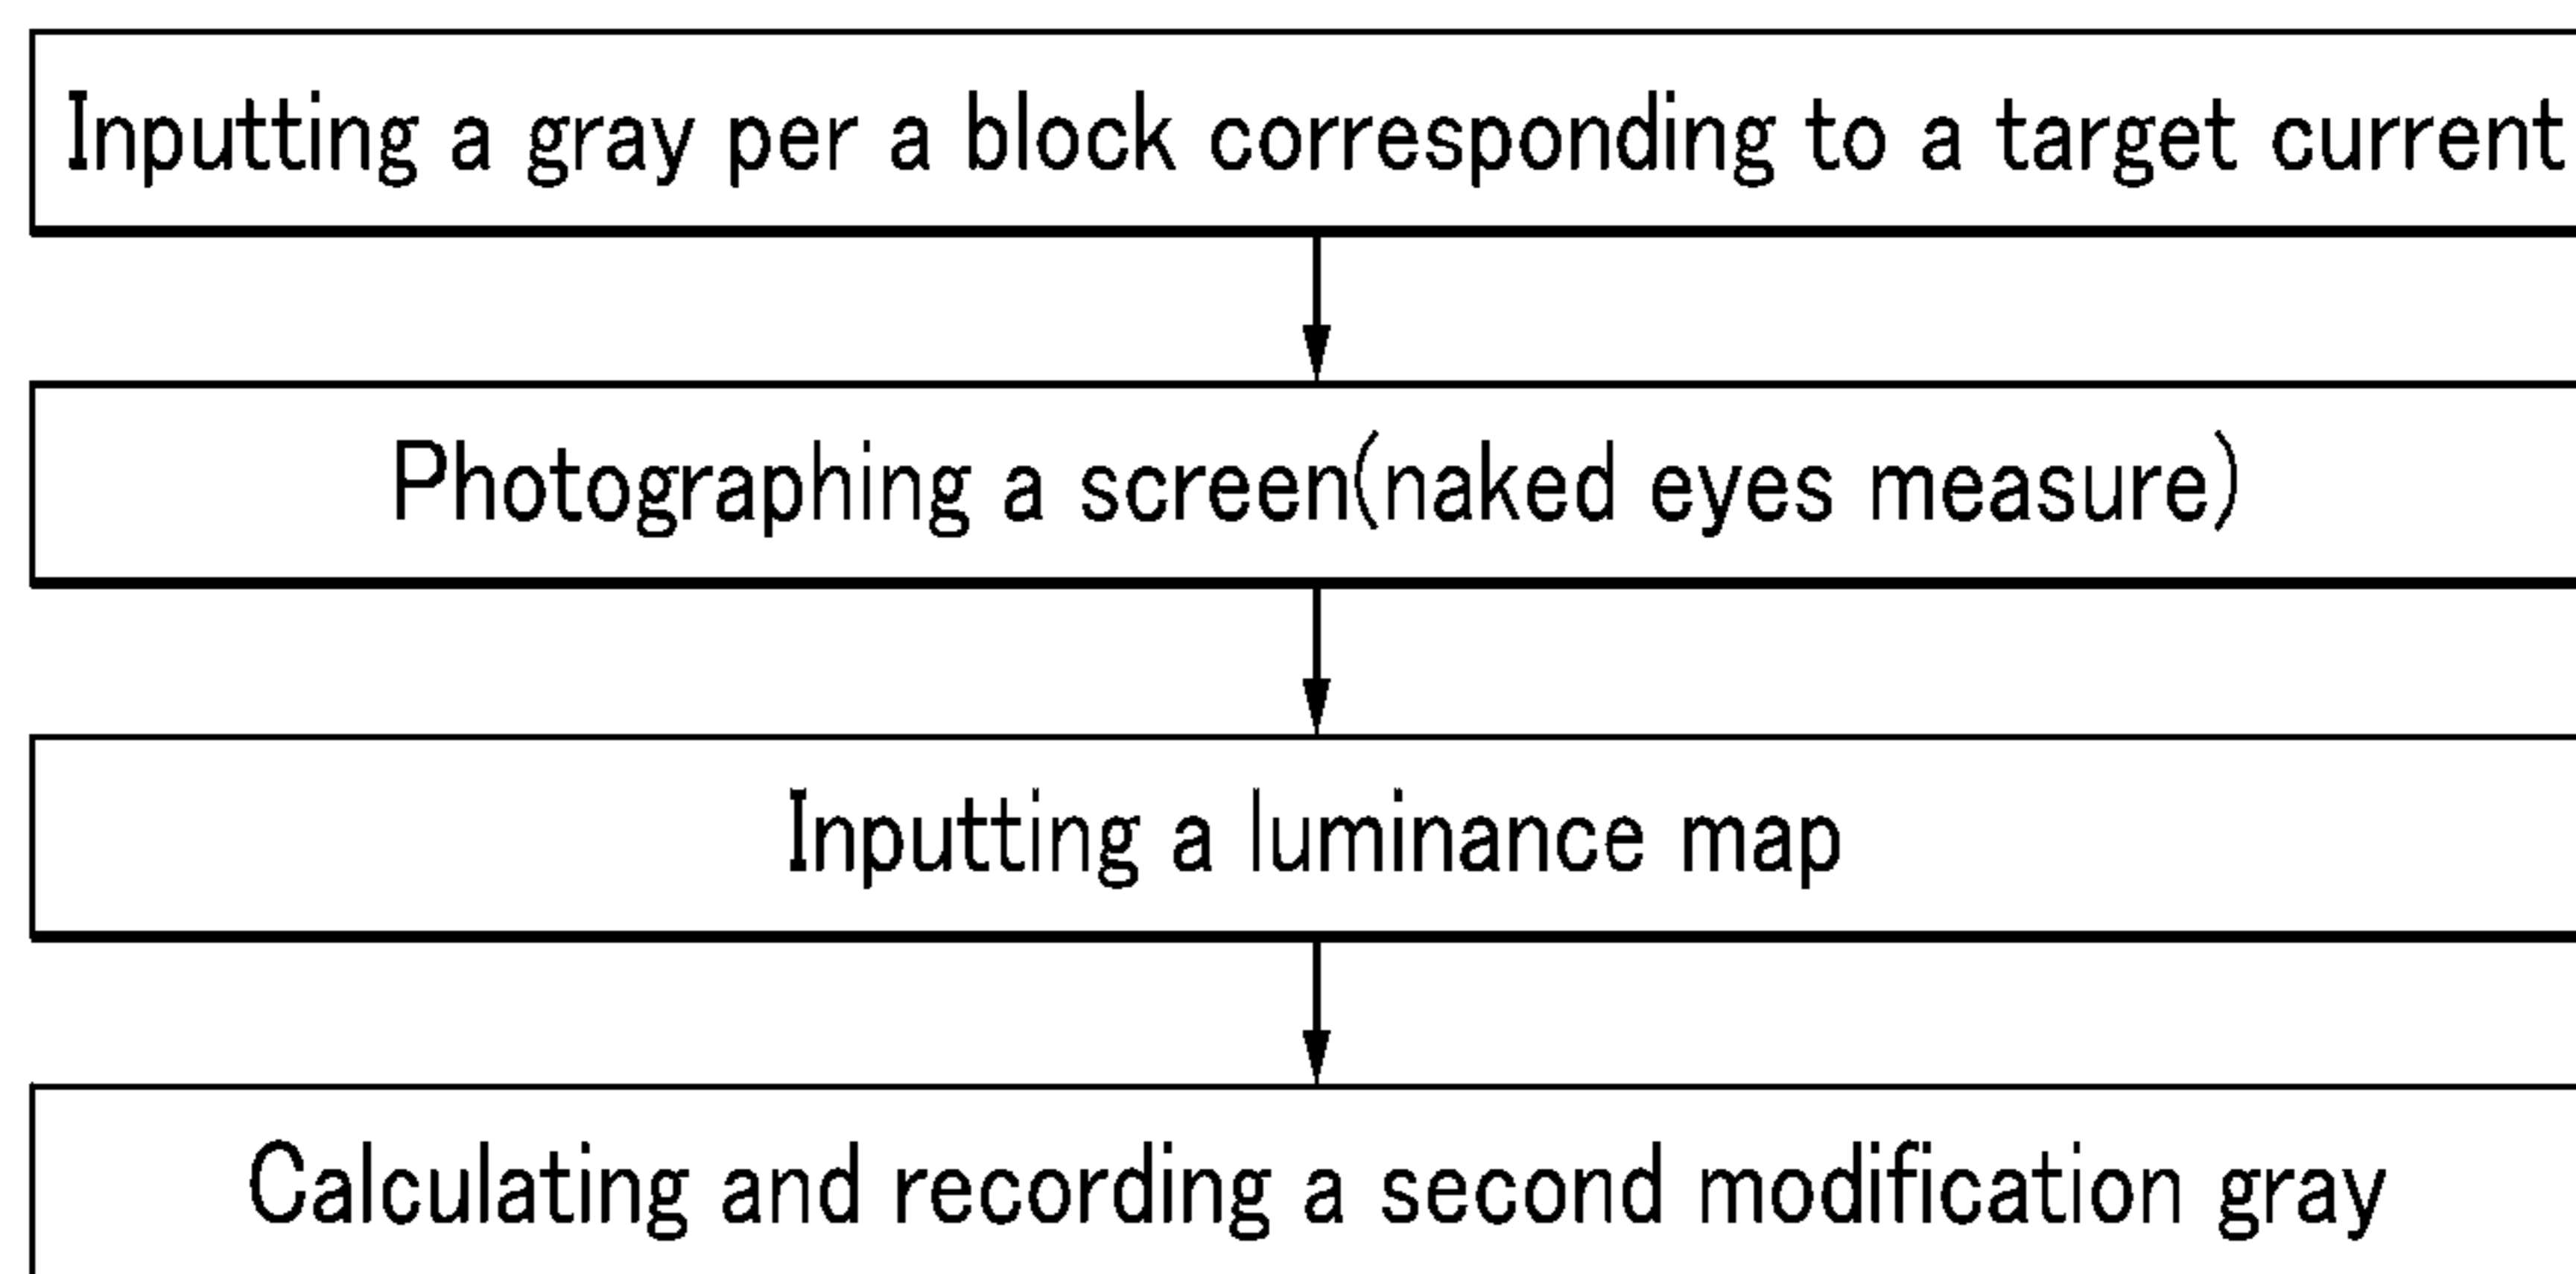 Inputting a gray per a block corresponding to a target current
Photographing a screen(naked eyes measure)
Inputting a luminance map
Calculating and recording a second modification gray